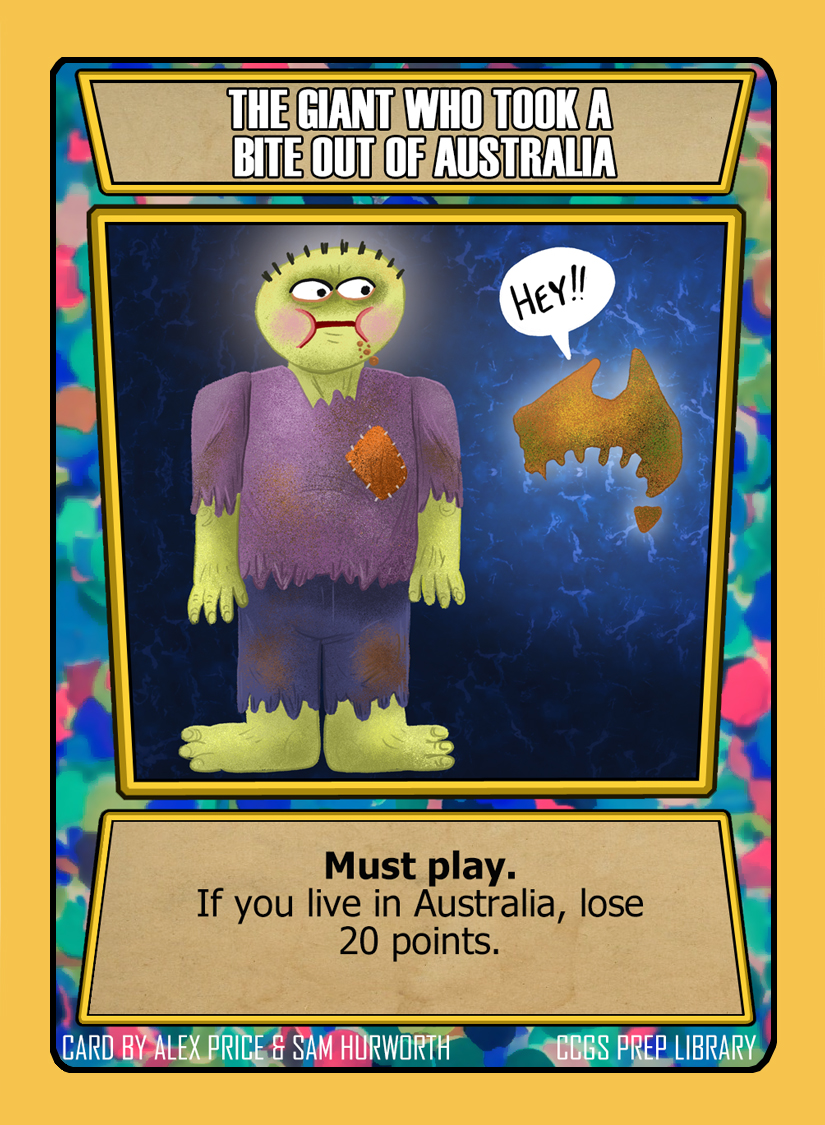 THE GIANT WHO TOOK A
BITE OUT OF AUSTRALIA
HEY!!
Must play.
If you live in Australia, lose
20 points.
CARD BY ALEX PRICE & SAM HURWORTH
CCGS PREP LIBRARY